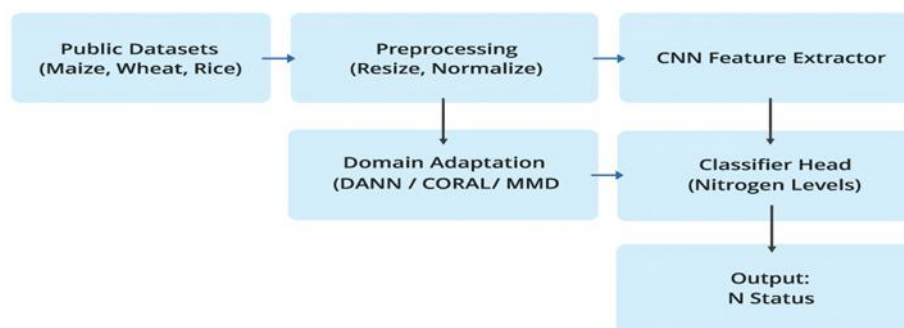 Public Datasets
(Maize, Wheat, Rice)
Preprocessing
(Resize, Normalize)
CNN Feature Extractor
Domain Adaptation
(DANN / CORAL/ MMD
Classifier Head
(Nitrogen Levels)
Output:
N Status